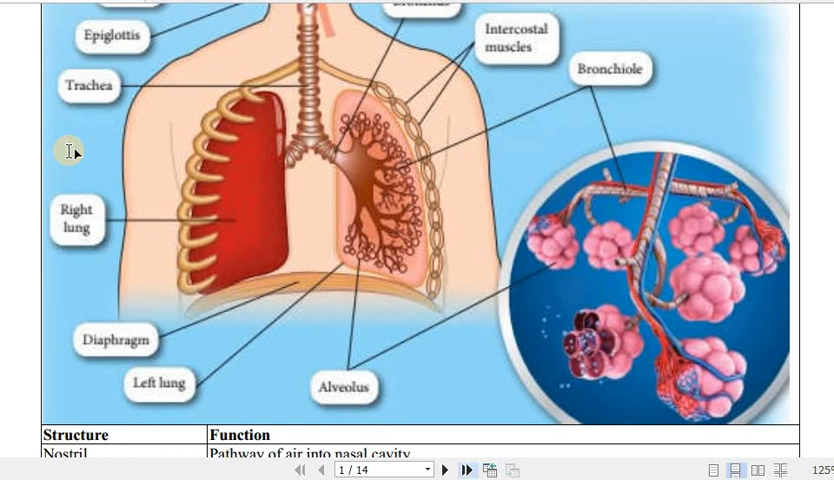 Epiglottis
Intercostal
muscles
Bronchiole
Trachea
Right
lung
Diaphragm
Left lung
Alveolus
Structure
Function
Nostril
Pathway of air into nasal cavity
1 / 14